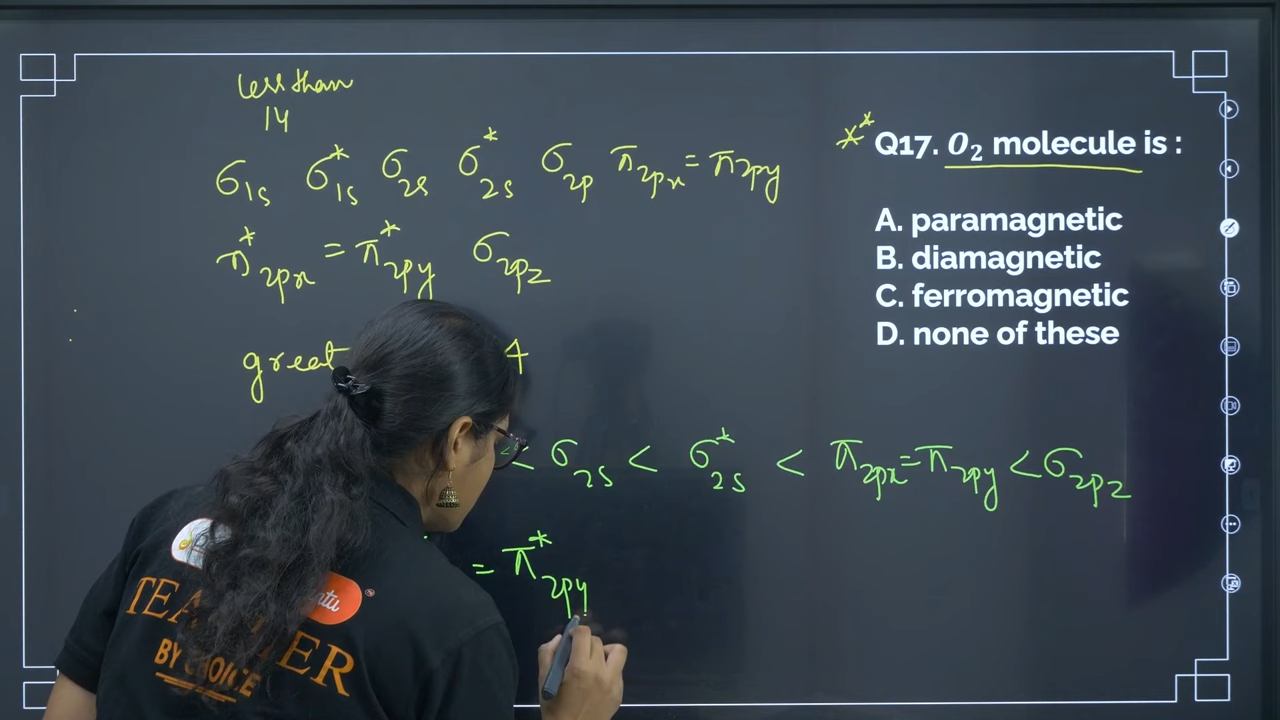 less than
14
σ1s σ*1s σ2s σ*2s σ2p π2px = π2py
π*2px = π*2py σ2pz
great 4
< σ2s < σ*2s < π2px = π2py < σ2pz
= π*2py
** Q17. O2 molecule is :
A. paramagnetic
B. diamagnetic
C. ferromagnetic
D. none of these
BY CHOICE